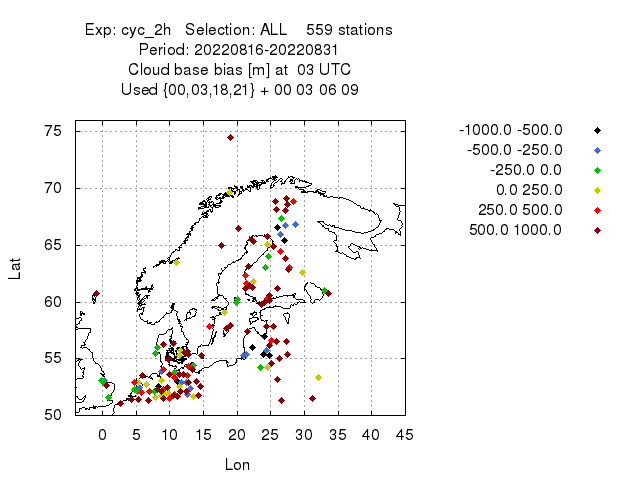 Exp: cyc_2h   Selection: ALL    559 stations
Period: 20220816-20220831
Cloud base bias [m] at  03 UTC
Used {00,03,18,21} + 00 03 06 09
-1000.0 -500.0
-500.0 -250.0
-250.0 0.0
0.0 250.0
250.0 500.0
500.0 1000.0
75
70
65
60
55
50
Lat
0 5 10 15 20 25 30 35 40 45
Lon